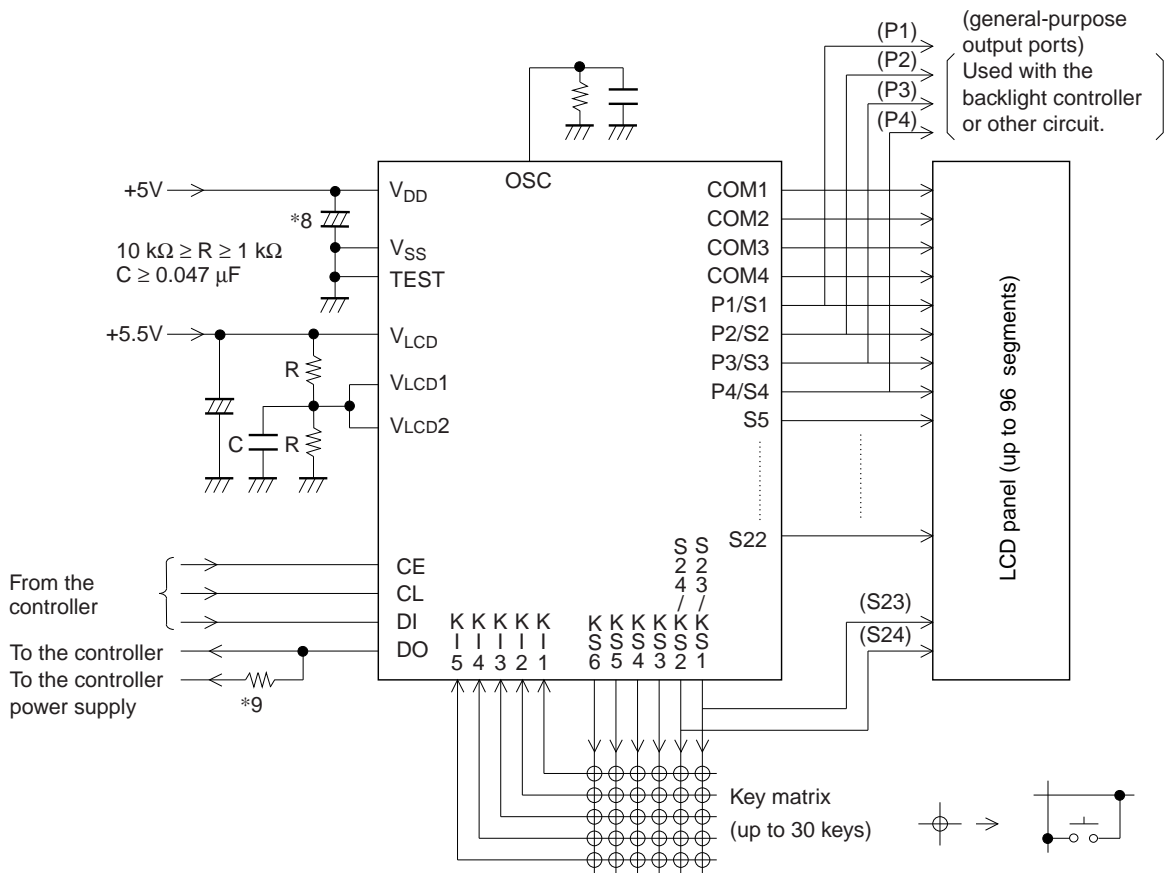 (P1)
(P2)
(P3)
(P4)
(general-purpose
output ports)
Used with the
backlight controller
or other circuit.
OSC
+5V
VDD
*8
VSS
TEST
10 kΩ ≥ R ≥ 1 kΩ
C ≥ 0.047 µF
+5.5V
VLCD
R
VLCD1
VLCD2
C
R
COM1
COM2
COM3
COM4
P1/S1
P2/S2
P3/S3
P4/S4
S5
S22
LCD panel (up to 96 segments)
(S23)
(S24)
From the
controller
CE
CL
DI
DO
To the controller
To the controller
power supply
*9
KI5
KI4
KI3
KI2
KI1
KS6
KS5
KS4
KS3
S24/KS2
S23/KS1
Key matrix
(up to 30 keys)